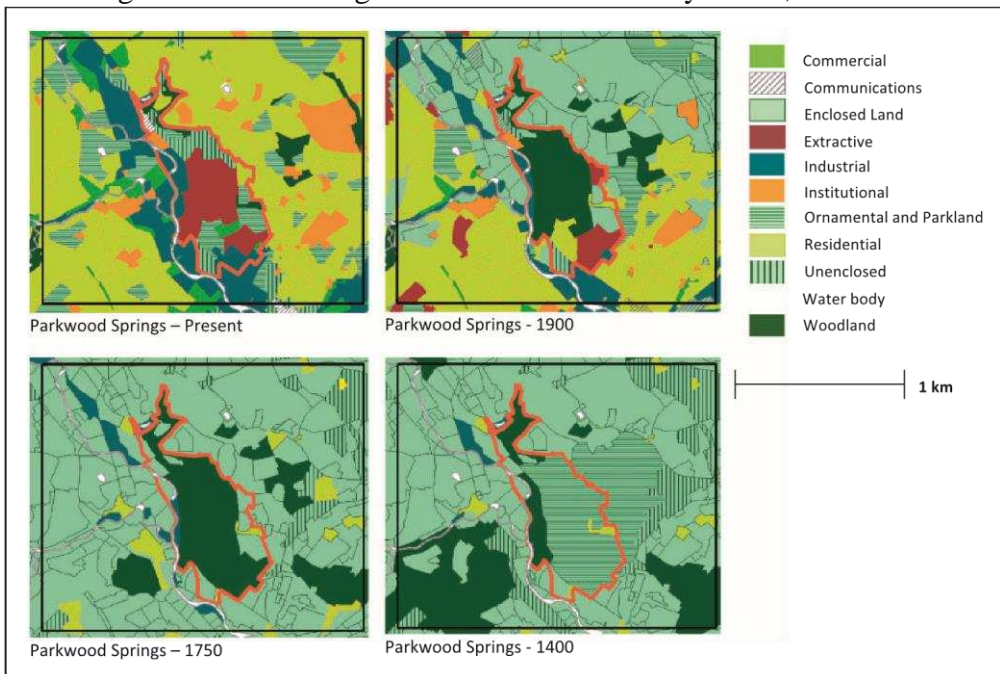 Parkwood Springs – Present
Parkwood Springs - 1900
Commercial
Communications
Enclosed Land
Extractive
Industrial
Institutional
Ornamental and Parkland
Residential
Unenclosed
Water body
Woodland
1 km
Parkwood Springs – 1750
Parkwood Springs - 1400